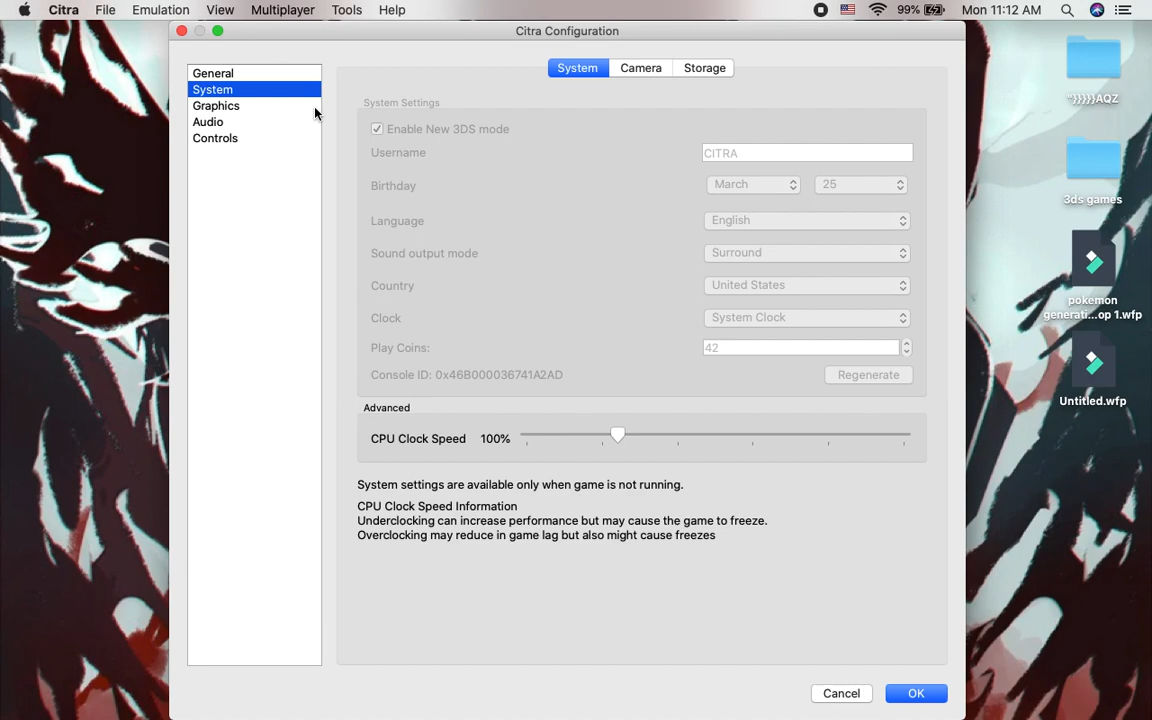 Citra File Emulation View Multiplayer Tools Help 99% Mon 11:12 AM
Citra Configuration
General
System
Graphics
Audio
Controls
System Camera Storage
System Settings
Enable New 3DS mode
Username CITRA
Birthday March 25
Language English
Sound output mode Surround
Country United States
Clock System Clock
Play Coins: 42
Console ID: 0x46B000036741A2AD Regenerate
Advanced
CPU Clock Speed 100%
System settings are available only when game is not running.
CPU Clock Speed Information
Underclocking can increase performance but may cause the game to freeze.
Overclocking may reduce in game lag but also might cause freezes
Cancel OK
3ds games
pokemon
generati...op 1.wfp
Untitled.wfp